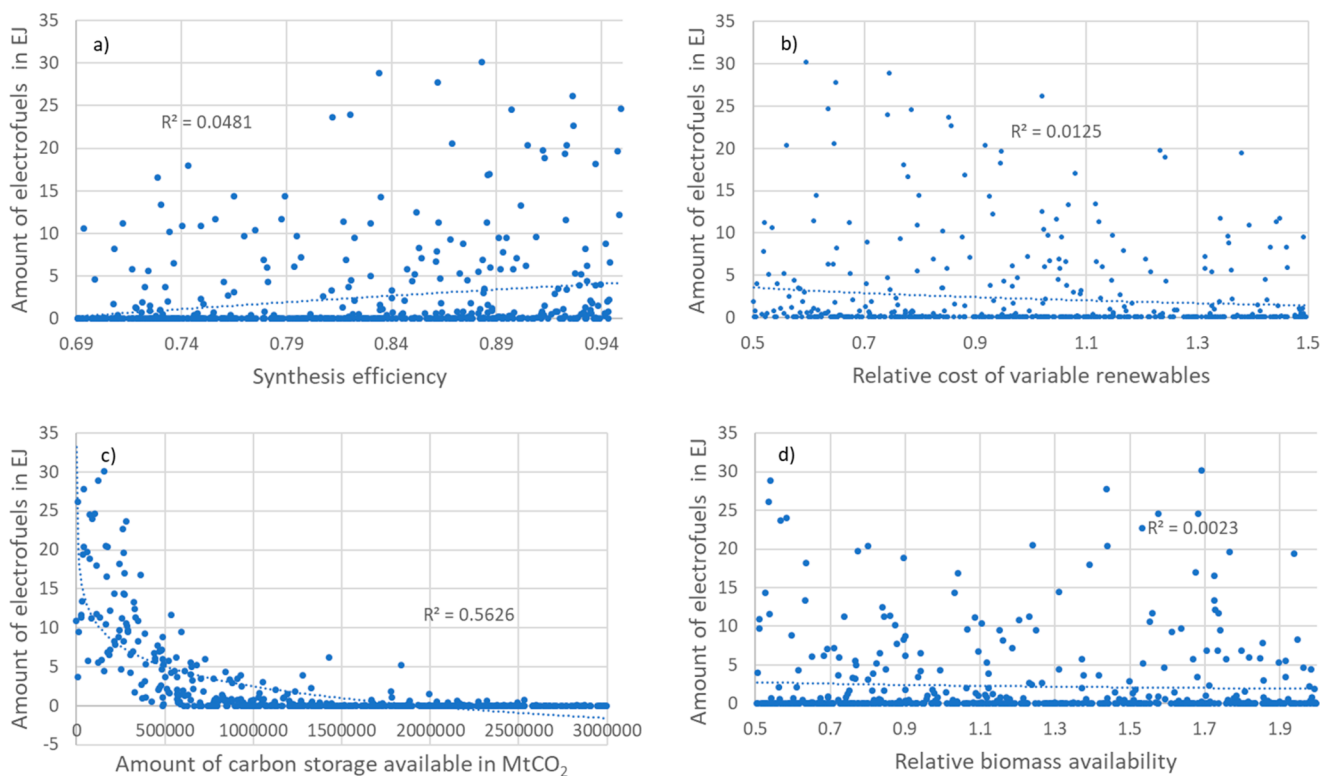 a)
Amount of electrofuels in EJ
35
30
25
20
15
10
5
0
R² = 0.0481
0.69 0.74 0.79 0.84 0.89 0.94
Synthesis efficiency
b)
Amount of electrofuels in EJ
35
30
25
20
15
10
5
0
R² = 0.0125
0.5 0.7 0.9 1.1 1.3 1.5
Relative cost of variable renewables
c)
Amount of electrofuels in EJ
35
30
25
20
15
10
5
0
-5
R² = 0.5626
0 500000 1000000 1500000 2000000 2500000 3000000
Amount of carbon storage available in MtCO₂
d)
Amount of electrofuels in EJ
35
30
25
20
15
10
5
0
R² = 0.0023
0.5 0.7 0.9 1.1 1.3 1.5 1.7 1.9
Relative biomass availability